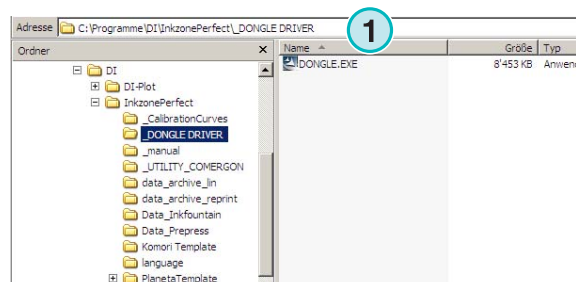 Adresse C:\Programme\DI\InkzonePerfect\_DONGLE DRIVER
1
Ordner
Name Größe Typ
DONGLE.EXE 8'453 KB Anwend
DI
DI-Plot
InkzonePerfect
_CalibrationCurves
_DONGLE DRIVER
_manual
_UTILITY_COMERGON
data_archive_lin
data_archive_reprint
Data_Inkfountain
Data_Prepress
Komori Template
language
PlanetaTemplate